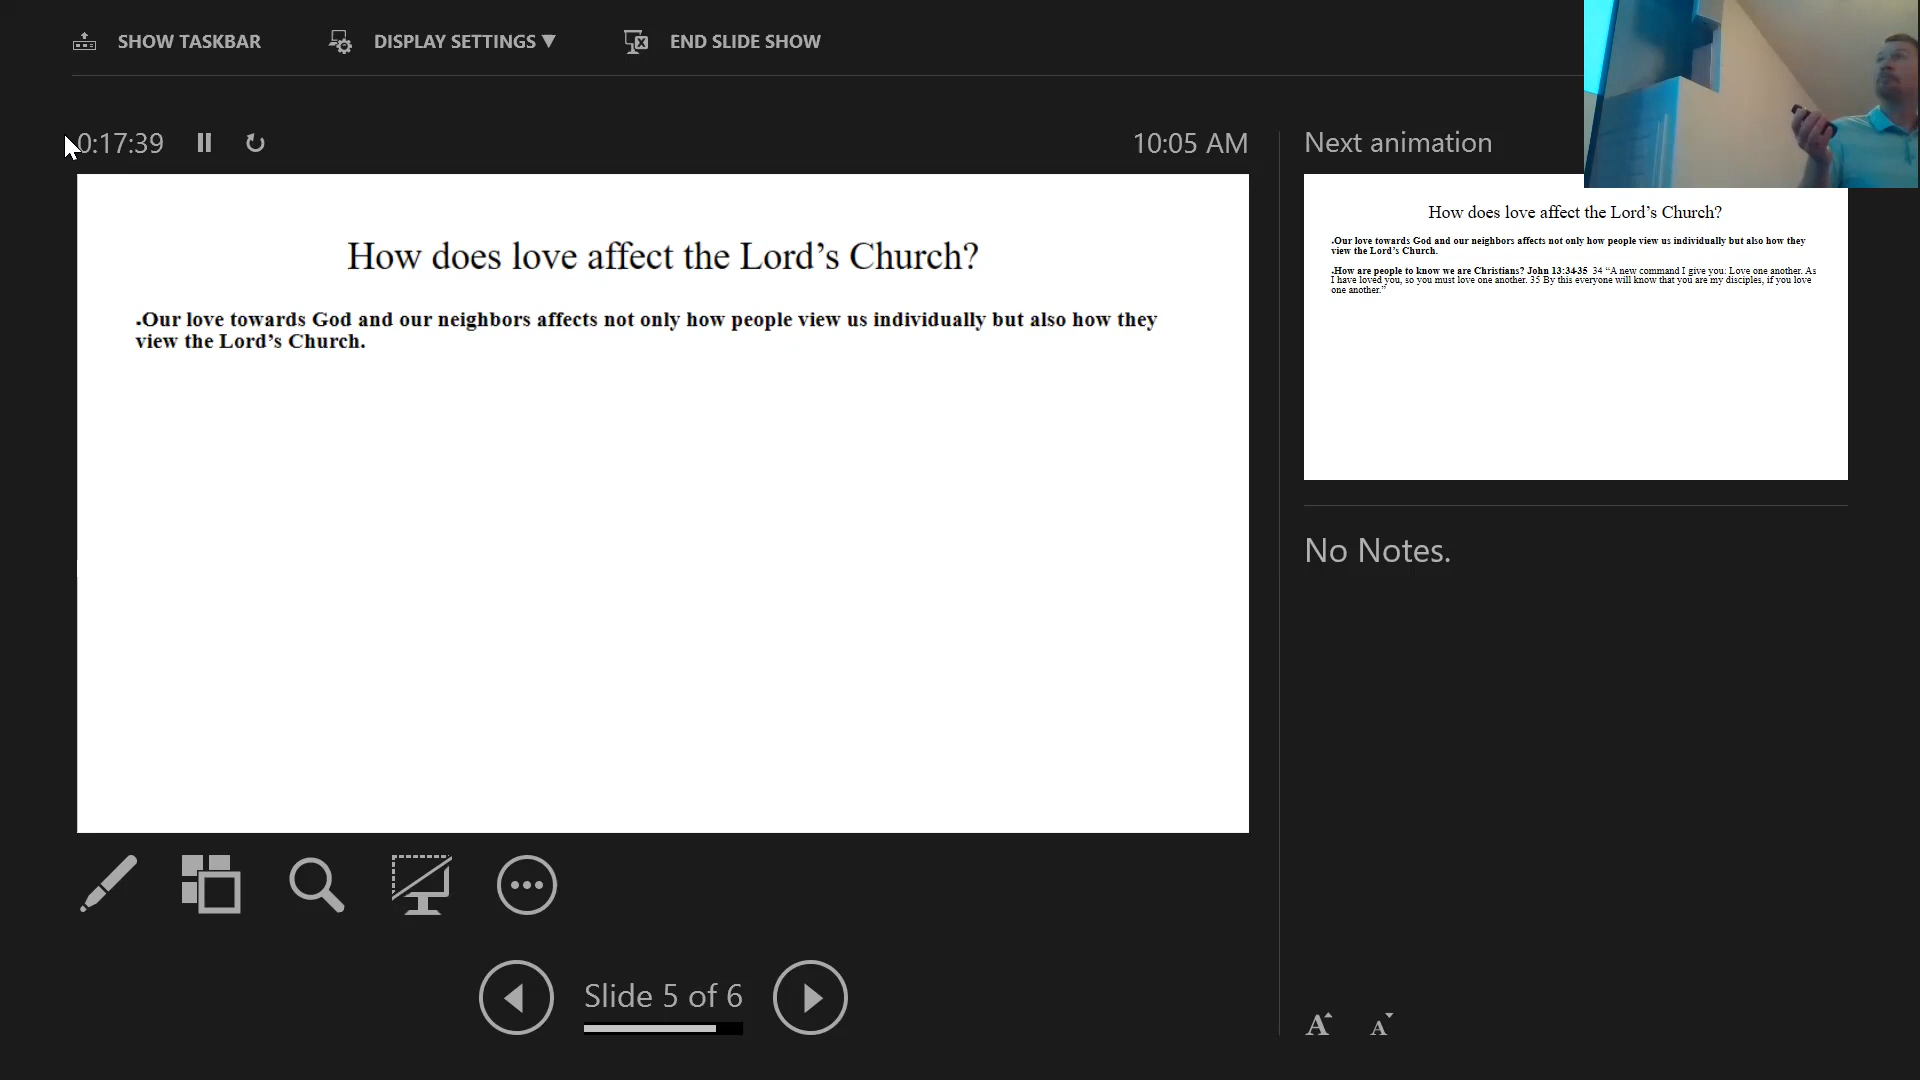 SHOW TASKBAR
DISPLAY SETTINGS ▼
END SLIDE SHOW
0:17:39
10:05 AM
Next animation
How does love affect the Lord’s Church?
.Our love towards God and our neighbors affects not only how people view us individually but also how they
view the Lord’s Church.
How does love affect the Lord’s Church?
.Our love towards God and our neighbors affects not only how people view us individually but also how they
view the Lord’s Church.
.How are people to know we are Christians? John 13:34-35 34 “A new command I give you: Love one another. As
I have loved you, so you must love one another. 35 By this everyone will know that you are my disciples, if you love
one another.”
No Notes.
Slide 5 of 6
A A